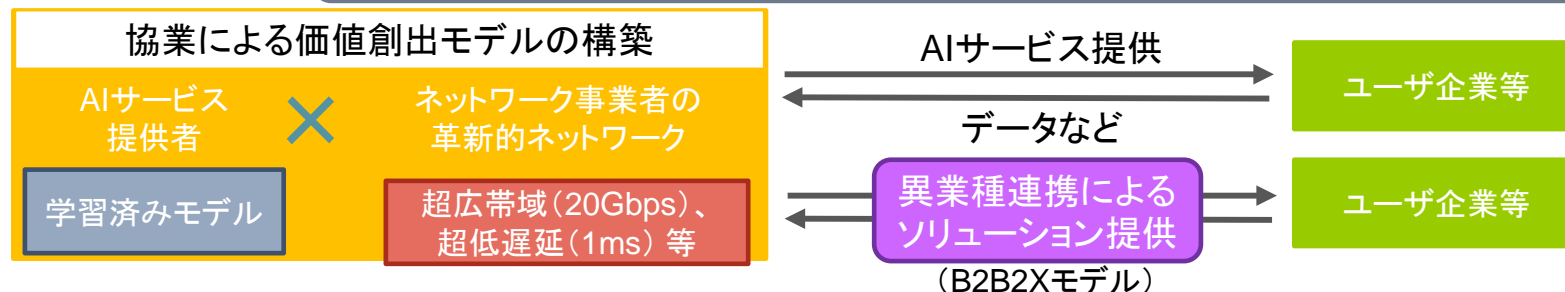 協業による価値創出モデルの構築
AIサービス
提供者
×
ネットワーク事業者の
革新的ネットワーク
学習済みモデル
超広帯域(20Gbps)、
超低遅延(1ms) 等
AIサービス提供
データなど
異業種連携による
ソリューション提供
(B2B2Xモデル)
ユーザ企業等
ユーザ企業等